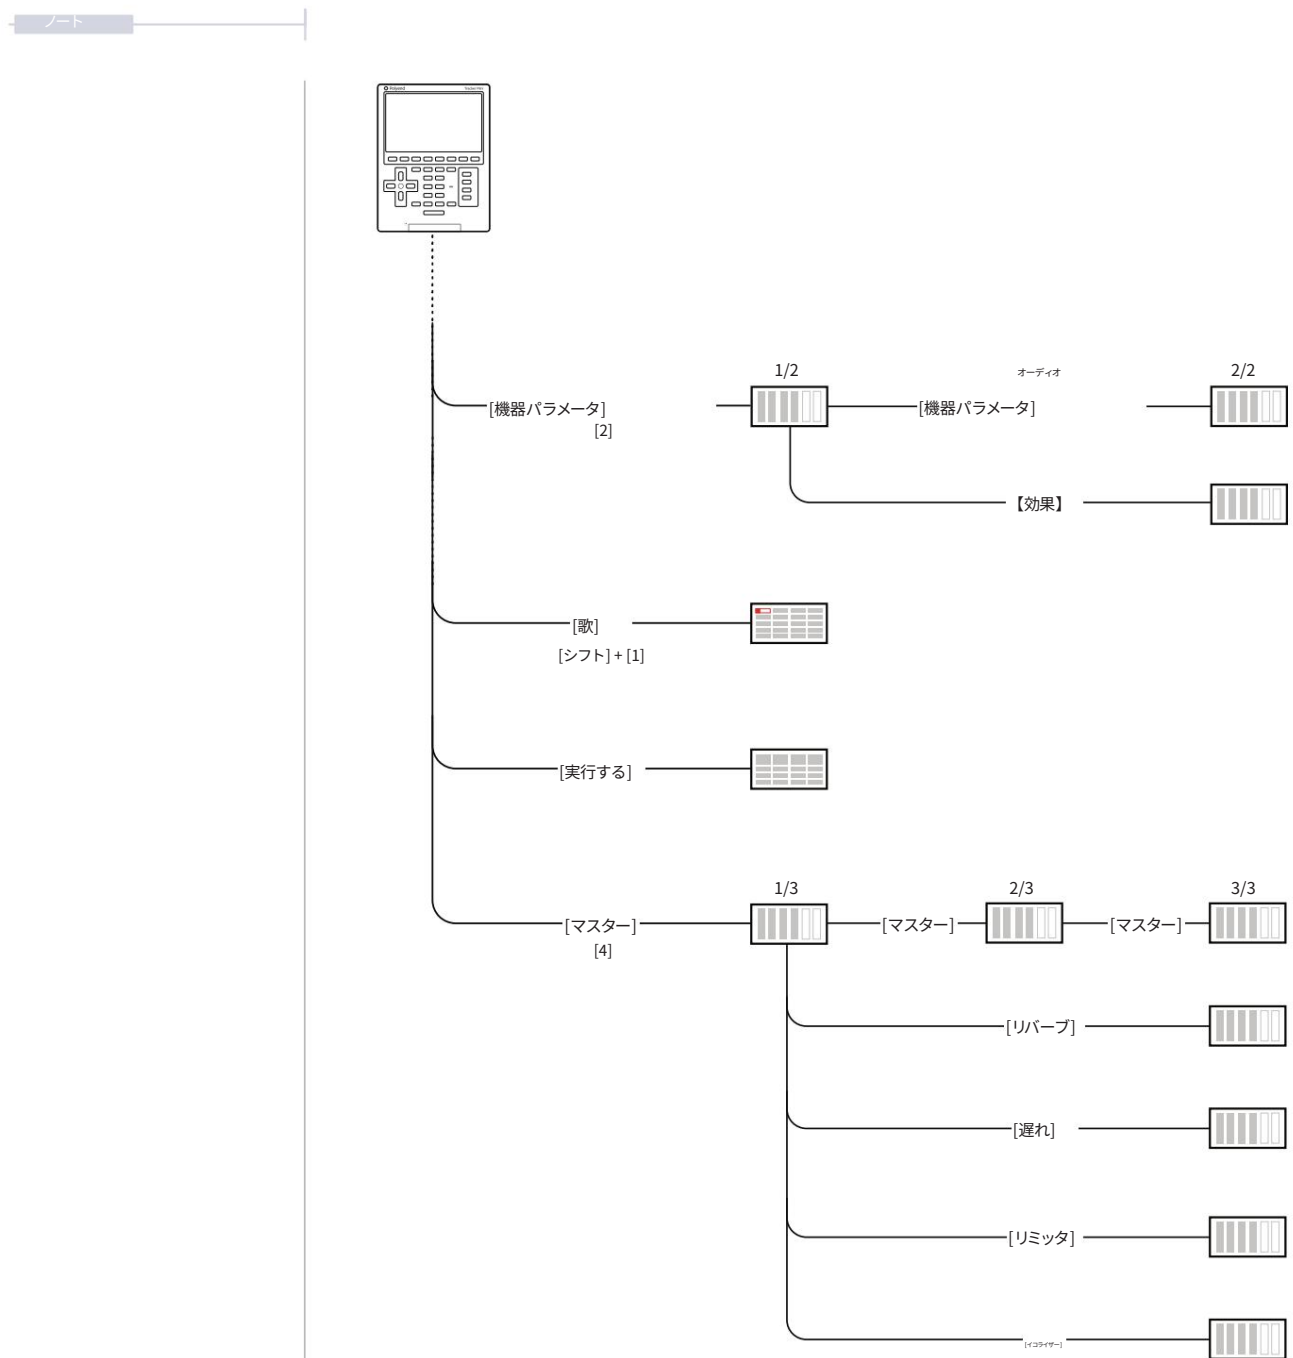 ノート
Polyend
1/2
オーディオ
2/2
[機器パラメータ]
[機器パラメータ]
[2]
【効果】
[歌]
[シフト] + [1]
[実行する]
1/3
2/3
3/3
[マスター]
[マスター]
[マスター]
[4]
[リバーブ]
[遅れ]
[リミッタ]
[イコライザー]